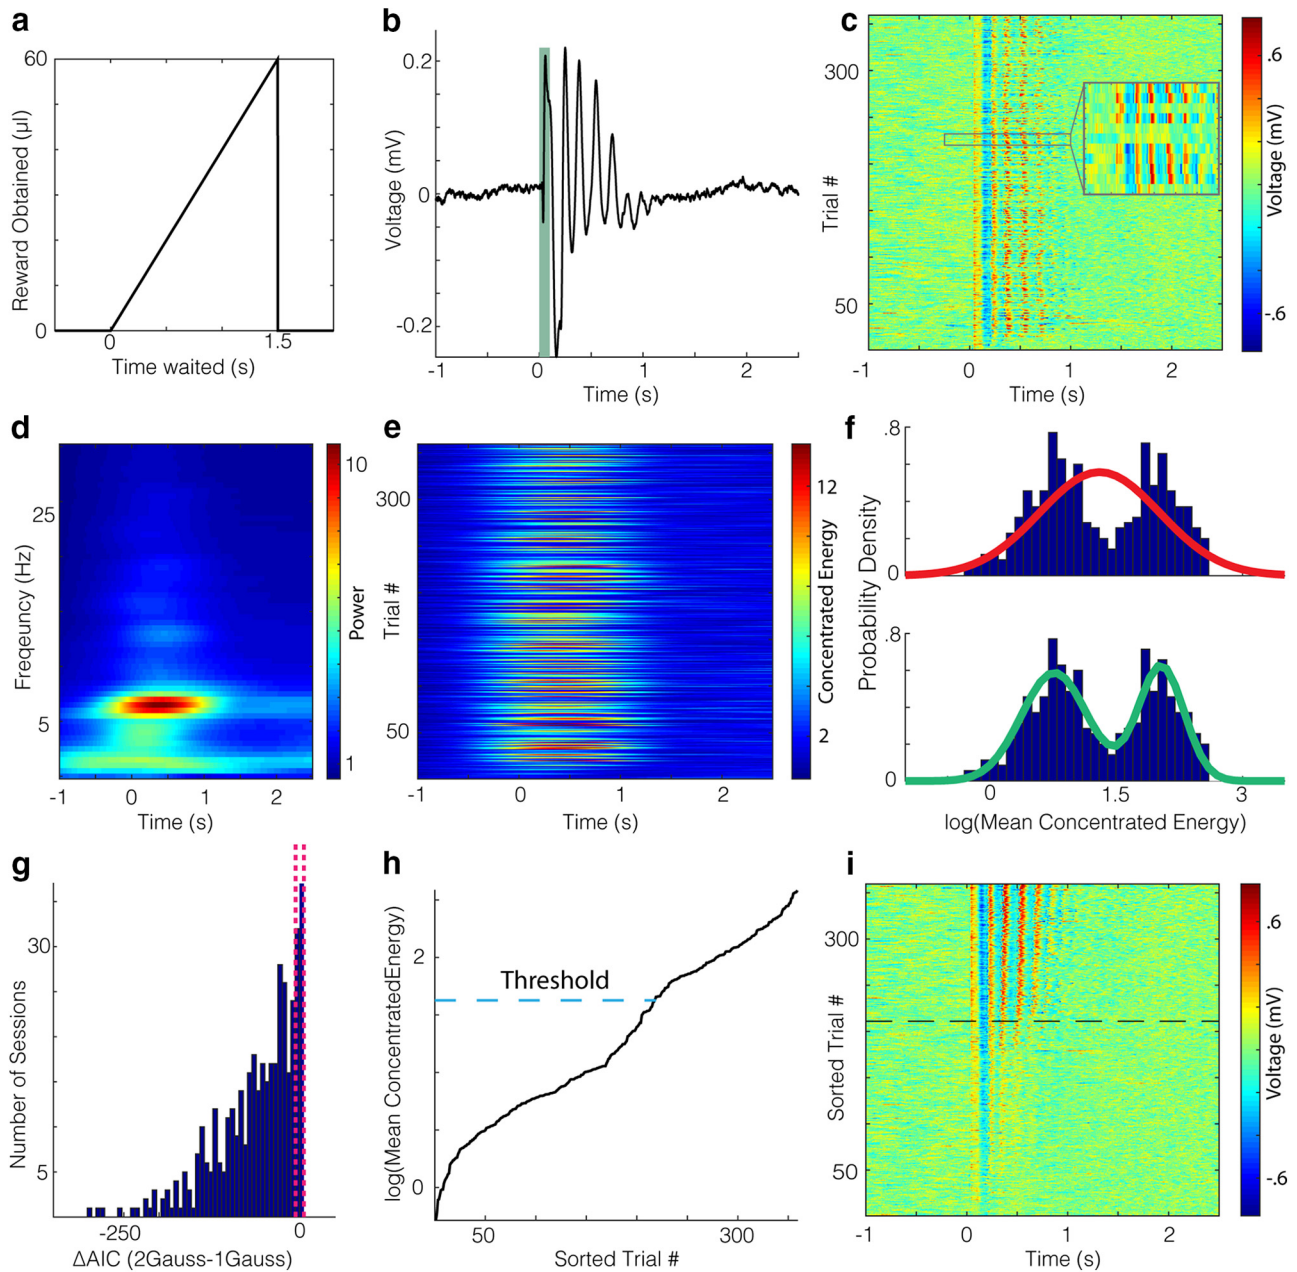 a
60
Reward Obtained (µl)
0
0
1.5
Time waited (s)
b
0.2
Voltage (mV)
0
-0.2
-1
0
1
2
Time (s)
c
300
Trial #
50
-1
0
1
2
Time (s)
.6
Voltage (mV)
-.6
d
25
Freqeuncy (Hz)
5
-1
0
1
2
Time (s)
10
Power
1
e
300
Trial #
50
-1
0
1
2
Time (s)
12
Concentrated Energy
2
f
.8
0
Probability Density
.8
0
0
1.5
3
log(Mean Concentrated Energy)
g
30
Number of Sessions
5
-250
0
ΔAIC (2Gauss-1Gauss)
h
log(Mean ConcentratedEnergy)
2
Threshold
0
50
300
Sorted Trial #
i
300
Sorted Trial #
50
-1
0
1
2
Time (s)
.6
Voltage (mV)
-.6